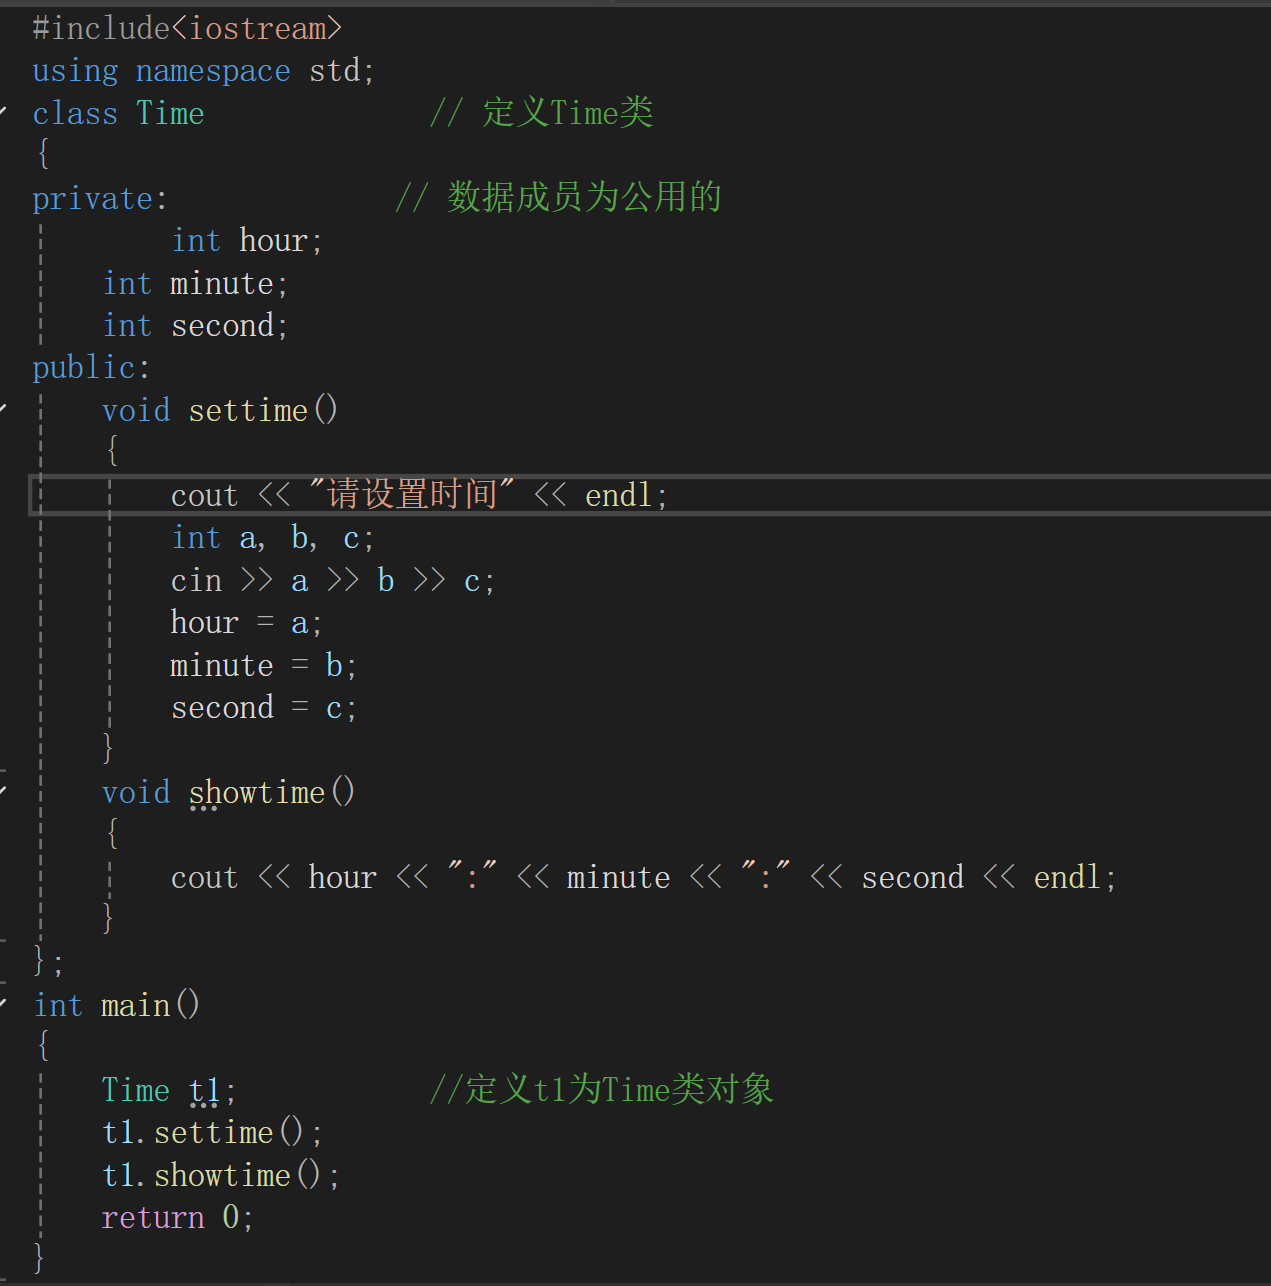 #include<iostream>
using namespace std;
class Time             // 定义Time类
{
private:             // 数据成员为公用的
        int hour;
    int minute;
    int second;
public:
    void settime()
    {
        cout << "请设置时间" << endl;
        int a, b, c;
        cin >> a >> b >> c;
        hour = a;
        minute = b;
        second = c;
    }
    void showtime()
    {
        cout << hour << ":" << minute << ":" << second << endl;
    }
};
int main()
{
    Time t1;           //定义t1为Time类对象
    t1.settime();
    t1.showtime();
    return 0;
}